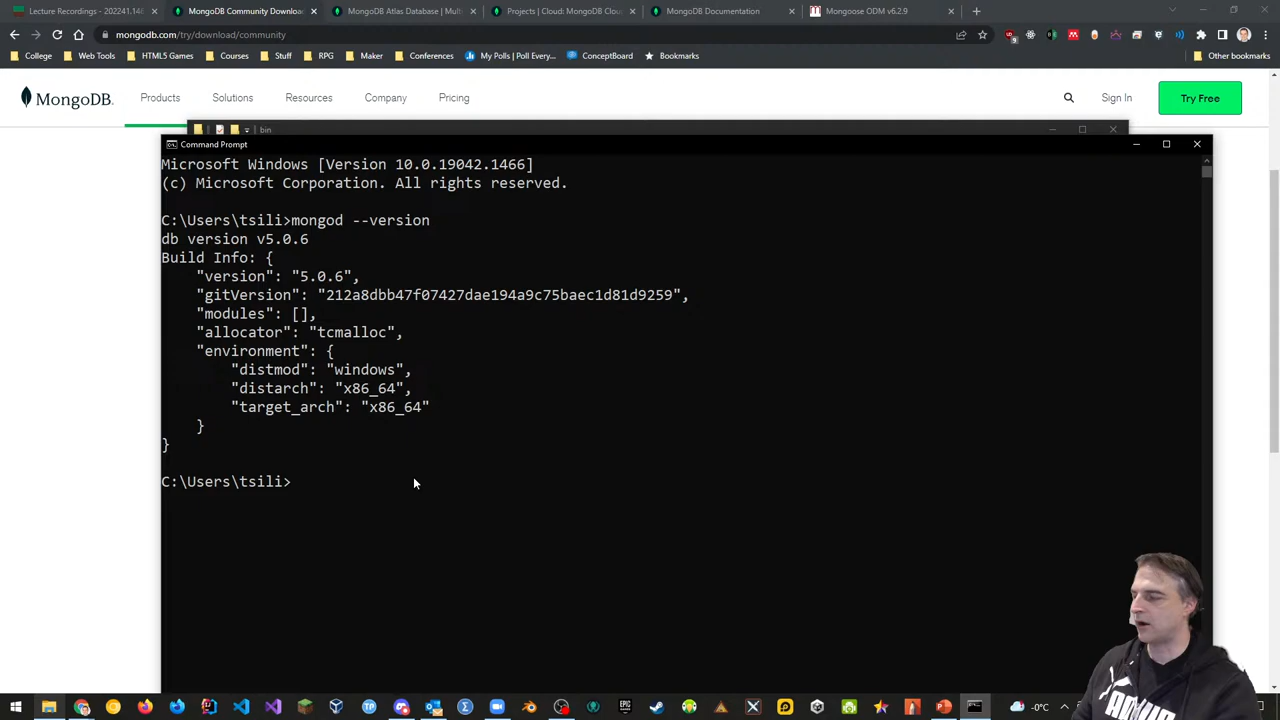 Lecture Recordings - 202241.146
MongoDB Community Download
MongoDB Atlas Database | Mult
Projects | Cloud: MongoDB Cloud
MongoDB Documentation
Mongoose ODM v6.2.9
mongodb.com/try/download/community
College
Web Tools
HTML5 Games
Courses
Stuff
RPG
Maker
Conferences
My Polls | Poll Every...
ConceptBoard
Bookmarks
Other bookmarks
MongoDB.
Products
Solutions
Resources
Company
Pricing
Sign In
Try Free
bin
Command Prompt
Microsoft Windows [Version 10.0.19042.1466]
(c) Microsoft Corporation. All rights reserved.
C:\Users\tsili>mongod --version
db version v5.0.6
Build Info: {
"version": "5.0.6",
"gitVersion": "212a8dbb47f07427dae194a9c75baec1d81d9259",
"modules": [],
"allocator": "tcmalloc",
"environment": {
"distmod": "windows",
"distarch": "x86_64",
"target_arch": "x86_64"
}
}
C:\Users\tsili>
-0°C